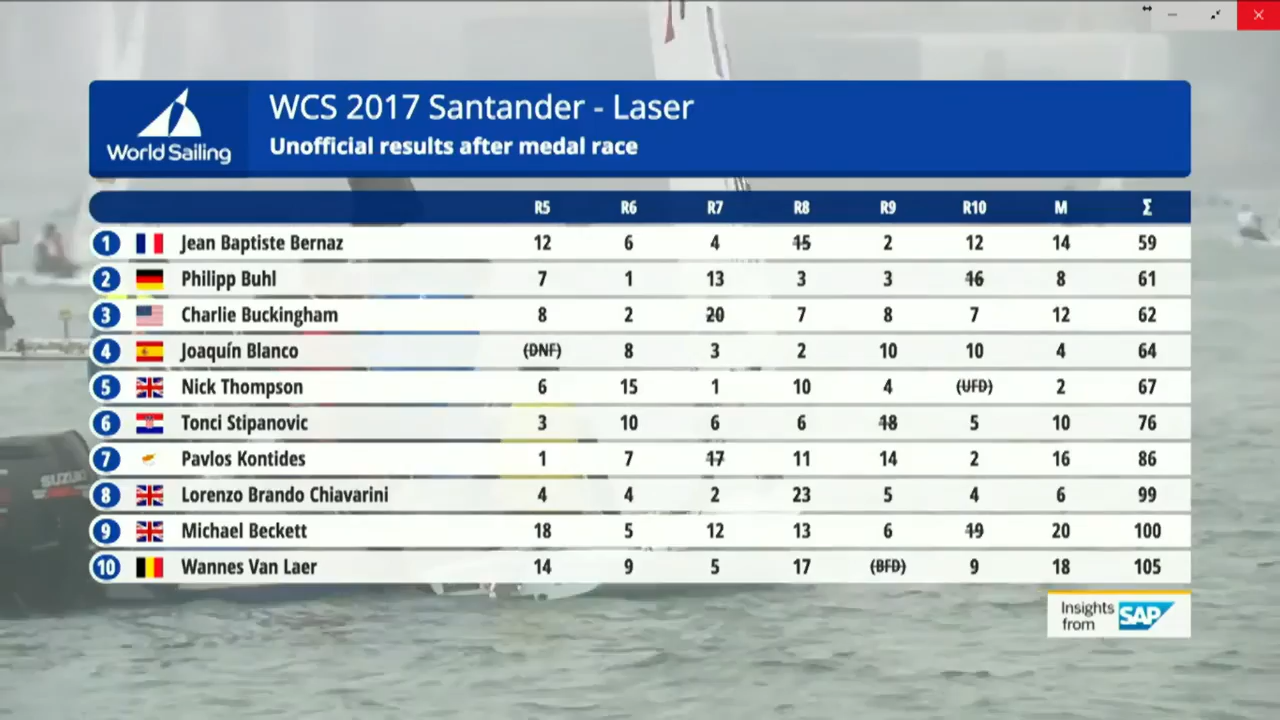 WCS 2017 Santander - Laser
World Sailing
Unofficial results after medal race
R5 R6 R7 R8 R9 R10 M Σ
1 Jean Baptiste Bernaz 12 6 4 15 2 12 14 59
2 Philipp Buhl 7 1 13 3 3 16 8 61
3 Charlie Buckingham 8 2 20 7 8 7 12 62
4 Joaquín Blanco (DNF) 8 3 2 10 10 4 64
5 Nick Thompson 6 15 1 10 4 (UFD) 2 67
6 Tonci Stipanovic 3 10 6 6 18 5 10 76
7 Pavlos Kontides 1 7 17 11 14 2 16 86
8 Lorenzo Brando Chiavarini 4 4 2 23 5 4 6 99
9 Michael Beckett 18 5 12 13 6 19 20 100
10 Wannes Van Laer 14 9 5 17 (BFD) 9 18 105
SUZUKI
Insights
from SAP